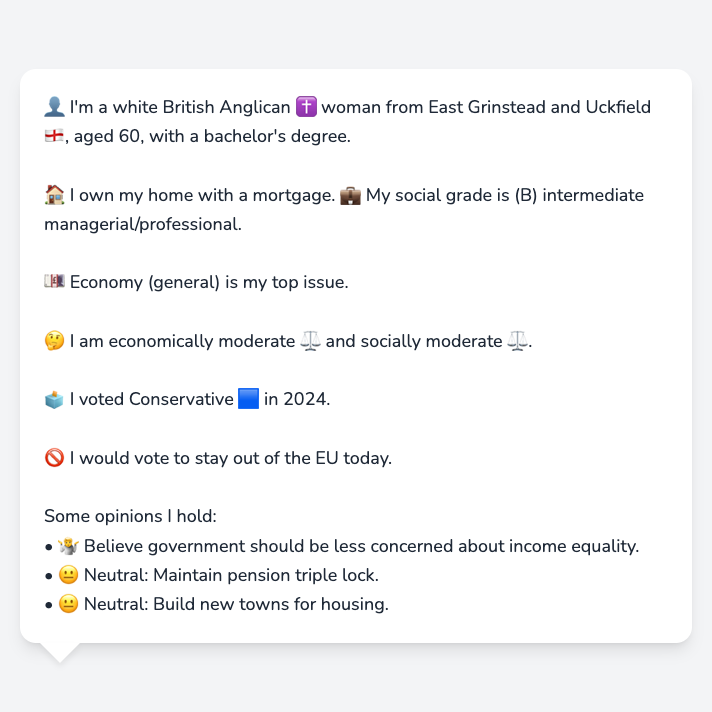 👤 I'm a white British Anglican ✝️ woman from East Grinstead and Uckfield
🏴󠁧󠁢󠁥󠁮󠁧󠁿, aged 60, with a bachelor's degree.
🏠 I own my home with a mortgage. 💼 My social grade is (B) intermediate
managerial/professional.
💷 Economy (general) is my top issue.
🤔 I am economically moderate ⚖️ and socially moderate ⚖️.
🗳️ I voted Conservative 🟦 in 2024.
🚫 I would vote to stay out of the EU today.
Some opinions I hold:
• 🤷 Believe government should be less concerned about income equality.
• 😐 Neutral: Maintain pension triple lock.
• 😐 Neutral: Build new towns for housing.